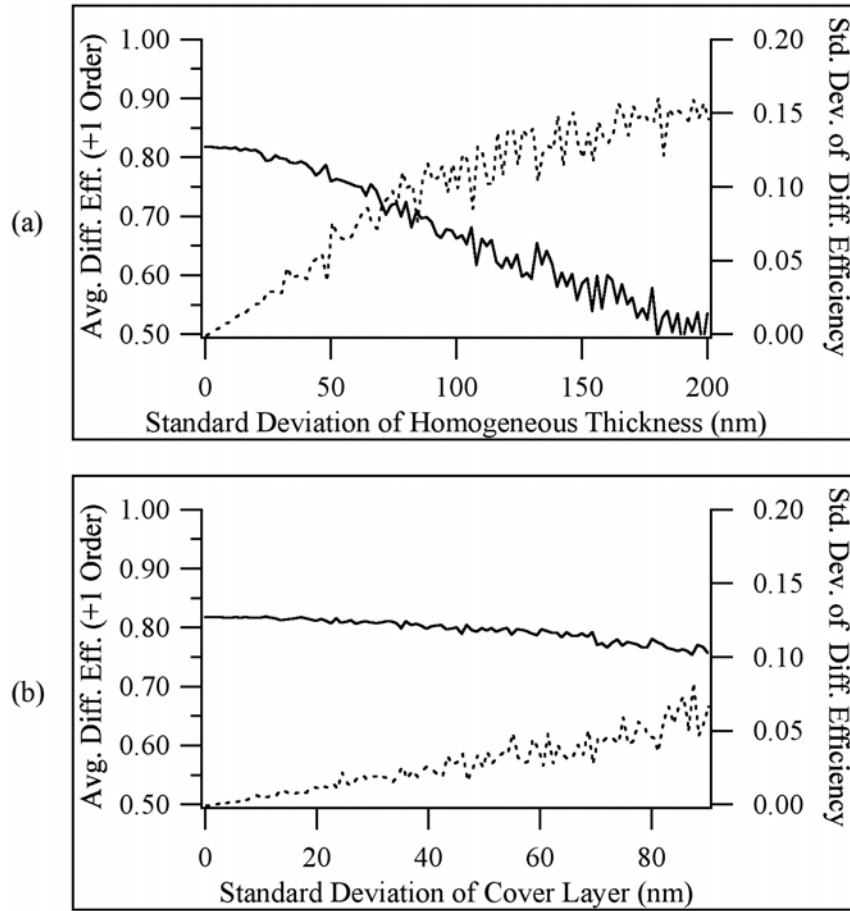 (a)
Avg. Diff. Eff. (+1 Order)
1.00
0.90
0.80
0.70
0.60
0.50
0.20
0.15
0.10
0.05
0.00
Std. Dev. of Diff. Efficiency
0 50 100 150 200
Standard Deviation of Homogeneous Thickness (nm)
(b)
Avg. Diff. Eff. (+1 Order)
1.00
0.90
0.80
0.70
0.60
0.50
0.20
0.15
0.10
0.05
0.00
Std. Dev. of Diff. Efficiency
0 20 40 60 80
Standard Deviation of Cover Layer (nm)